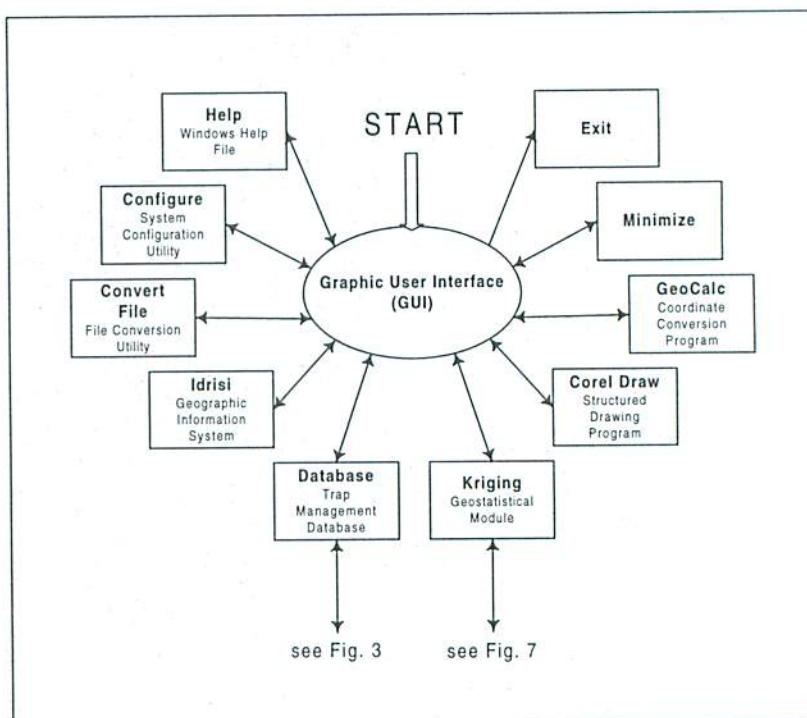 START
Help
Windows Help
File
Exit
Configure
System
Configuration
Utility
Minimize
Graphic User Interface
(GUI)
Convert
File
File Conversion
Utility
GeoCalc
Coordinate
Conversion
Program
Idrisi
Geographic
Information
System
Corel Draw
Structured
Drawing
Program
Database
Trap
Management
Database
Kriging
Geostatistical
Module
see Fig. 3
see Fig. 7